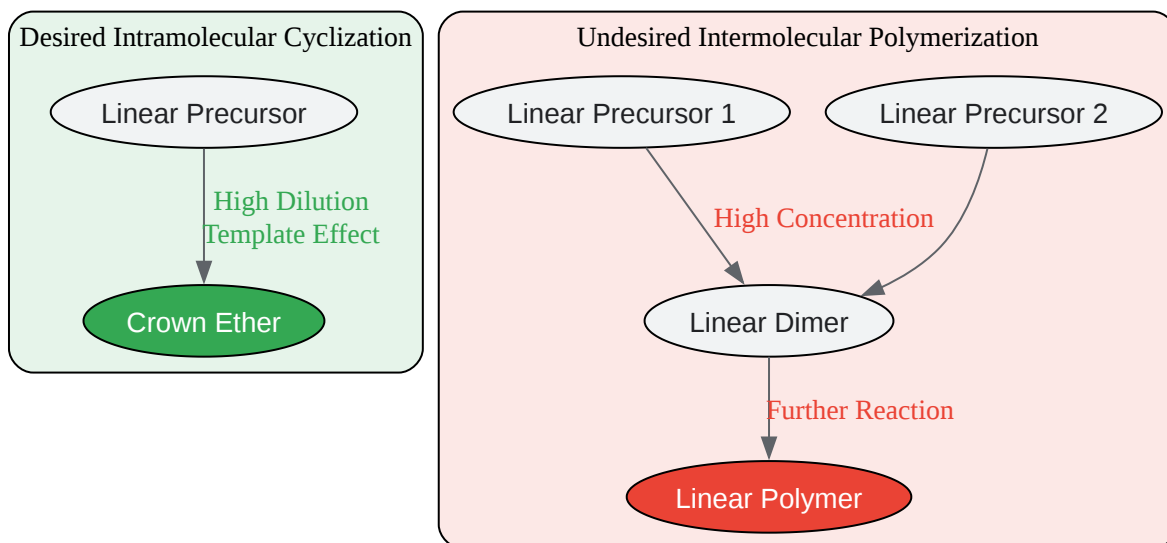 Desired Intramolecular Cyclization
Linear Precursor
High Dilution
Template Effect
Crown Ether
Undesired Intermolecular Polymerization
Linear Precursor 1
Linear Precursor 2
High Concentration
Linear Dimer
Further Reaction
Linear Polymer